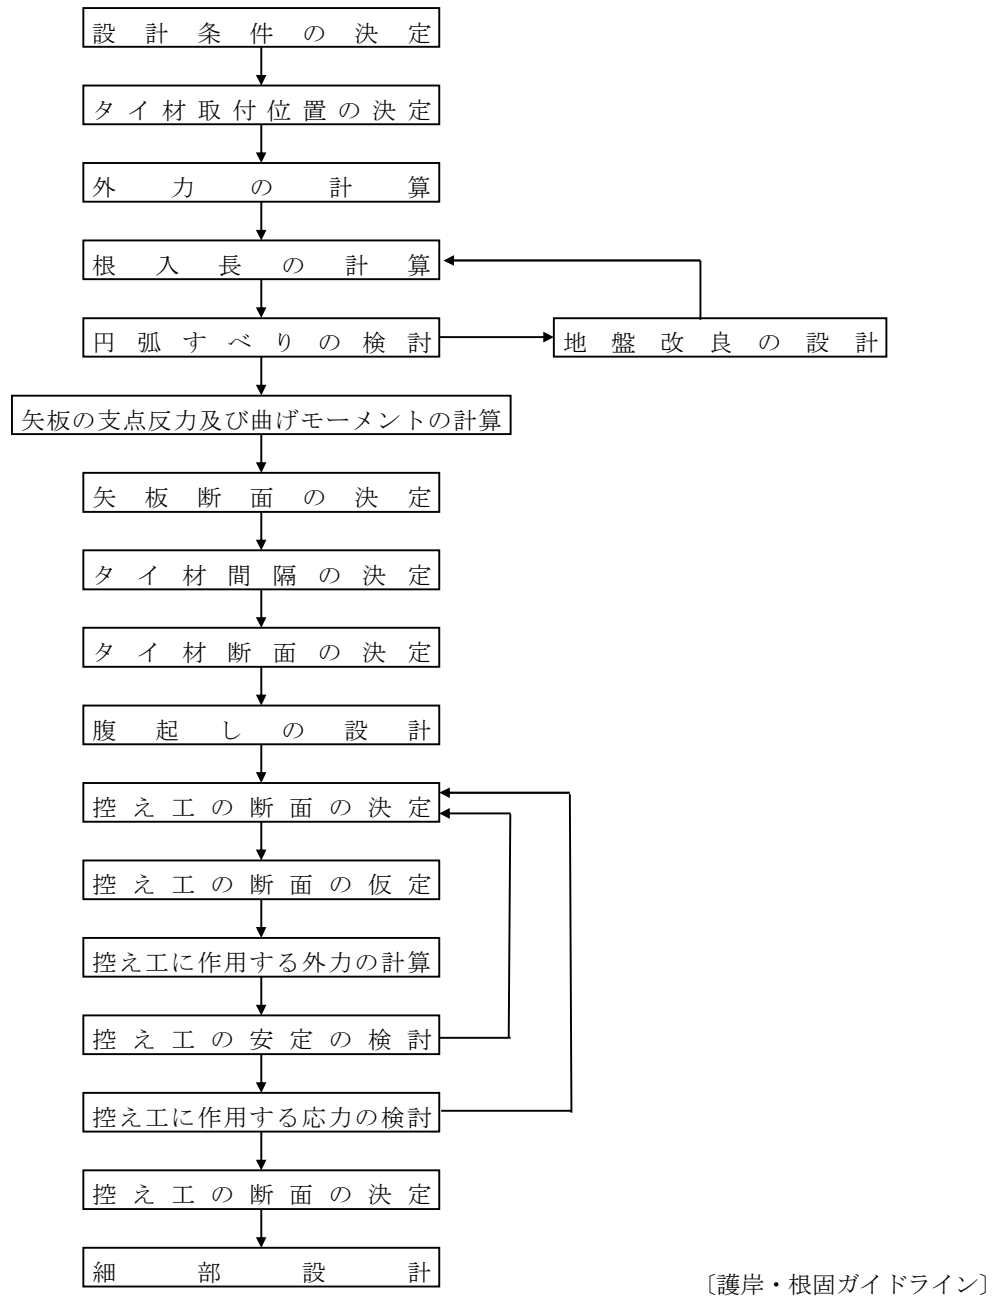 設計条件の決定
タイ材取付位置の決定
外力の計算
根入長の計算
円弧すべりの検討
地盤改良の設計
矢板の支点反力及び曲げモーメントの計算
矢板断面の決定
タイ材間隔の決定
タイ材断面の決定
腹起しの設計
控え工の断面の決定
控え工の断面の仮定
控え工に作用する外力の計算
控え工の安定の検討
控え工に作用する応力の検討
控え工の断面の決定
細部設計
〔護岸・根固ガイドライン〕